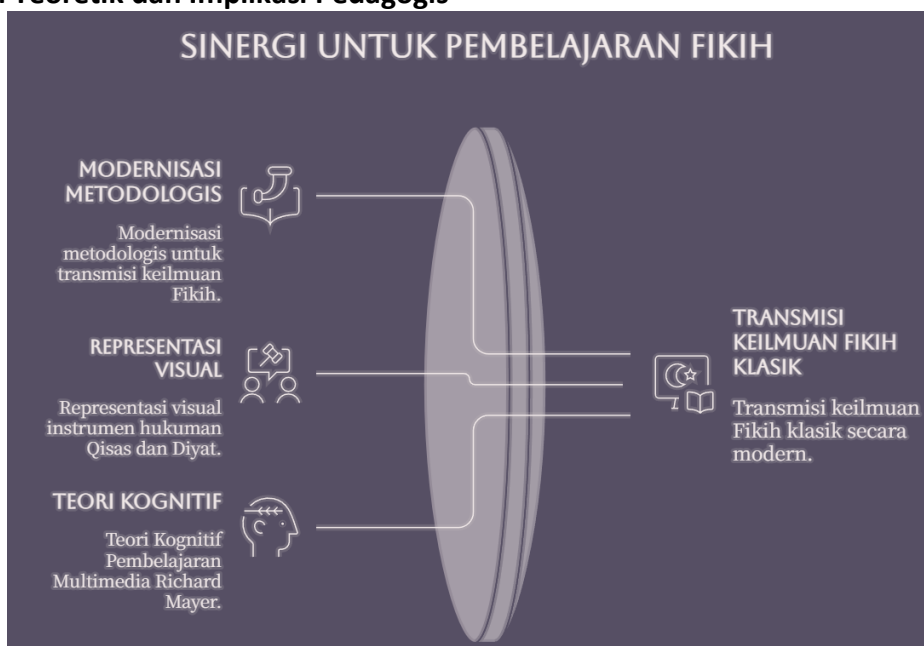 Teoretik dan Implikasi Pedagogis
SINERGI UNTUK PEMBELAJARAN FIKIH
MODERNISASI
METODOLOGIS
Modernisasi
metodologis untuk
transmisi keilmuan
Fikih.
REPRESENTASI
VISUAL
Representasi visual
instrumen hukuman
Qisas dan Diyat.
TEORI KOGNITIF
Teori Kognitif
Pembelajaran
Multimedia Richard
Mayer.
TRANSMISI
KEILMUAN FIKIH
KLASIK
Transmisi keilmuan
Fikih klasik secara
modern.